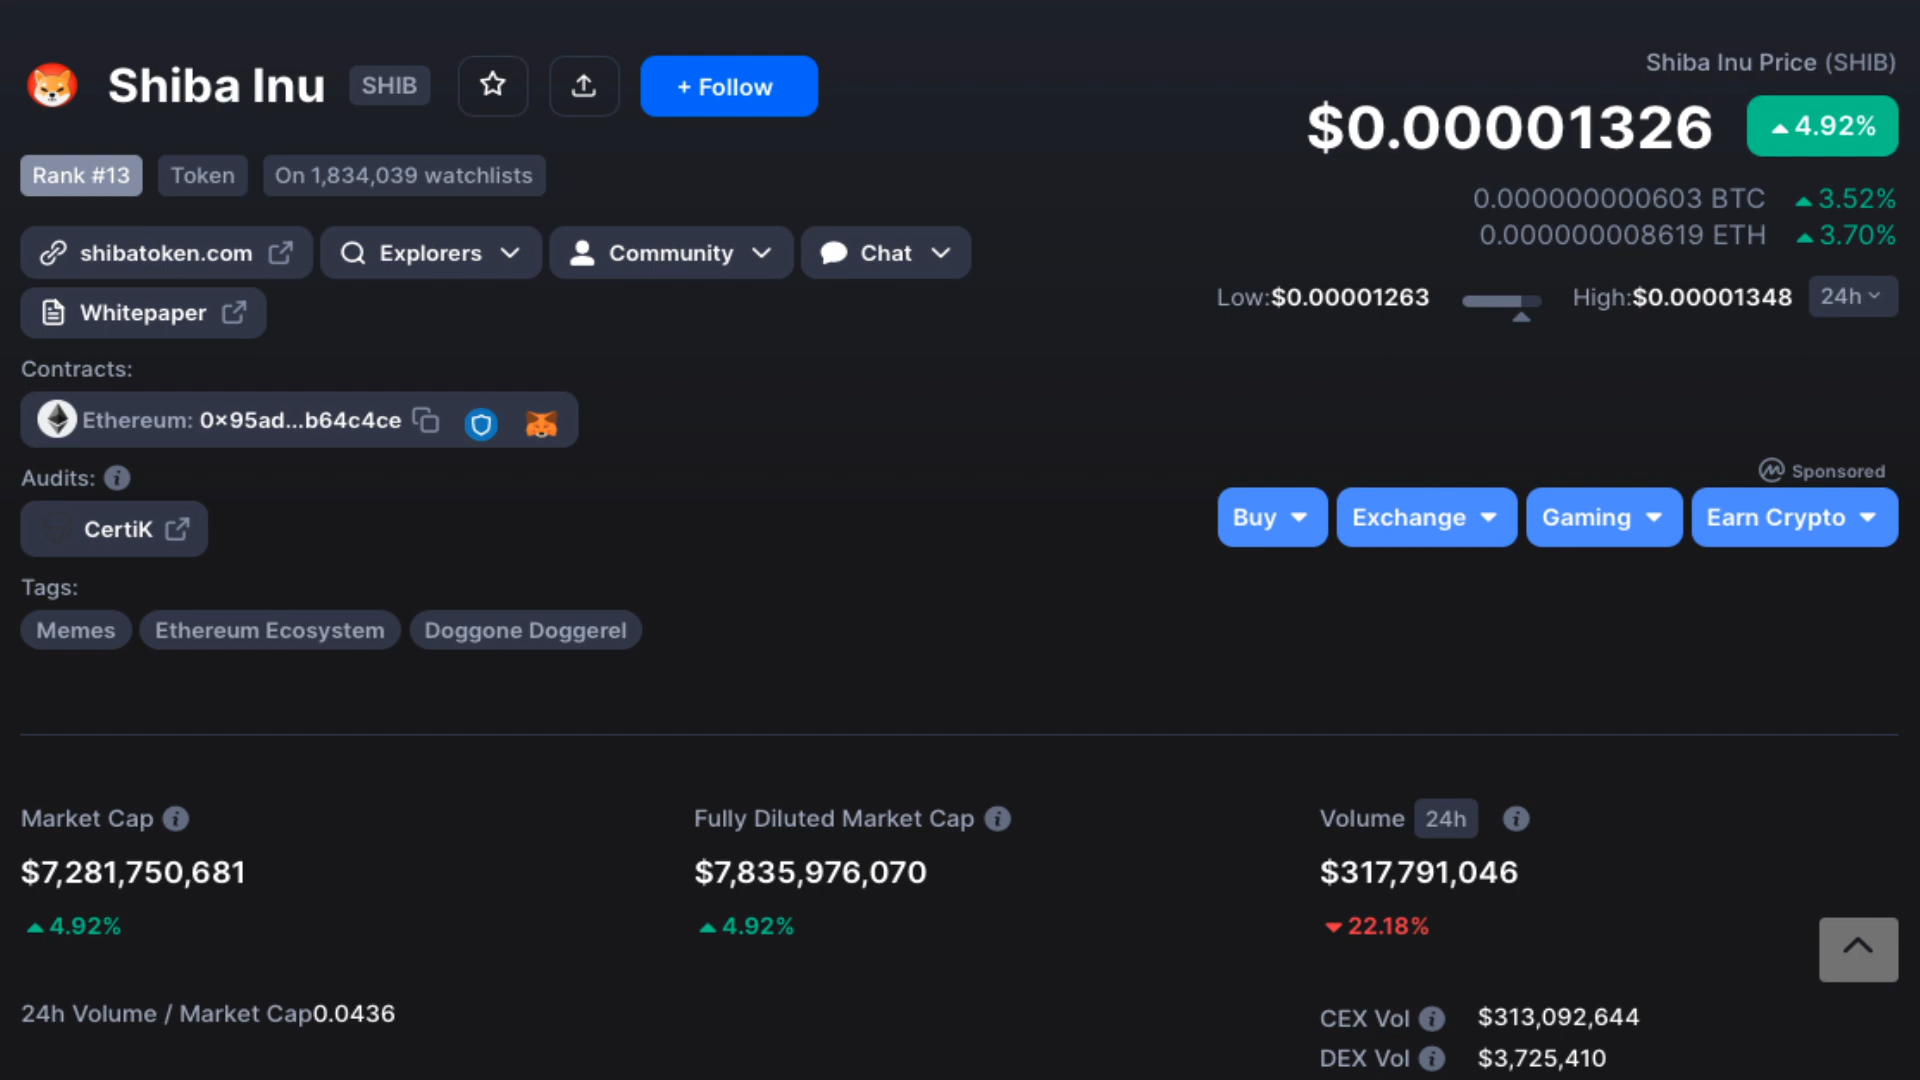 Shiba Inu SHIB + Follow
Rank #13 Token On 1,834,039 watchlists
shibatoken.com Explorers Community Chat
Whitepaper
Contracts:
Ethereum: 0x95ad...b64c4ce
Audits:
CertiK
Tags:
Memes Ethereum Ecosystem Doggone Doggerel
Shiba Inu Price (SHIB)
$0.00001326 4.92%
0.000000000603 BTC 3.52%
0.000000008619 ETH 3.70%
Low:$0.00001263 High:$0.00001348 24h
Sponsored
Buy Exchange Gaming Earn Crypto
Market Cap
$7,281,750,681
4.92%
24h Volume / Market Cap0.0436
Fully Diluted Market Cap
$7,835,976,070
4.92%
Volume 24h
$317,791,046
22.18%
CEX Vol $313,092,644
DEX Vol $3,725,410